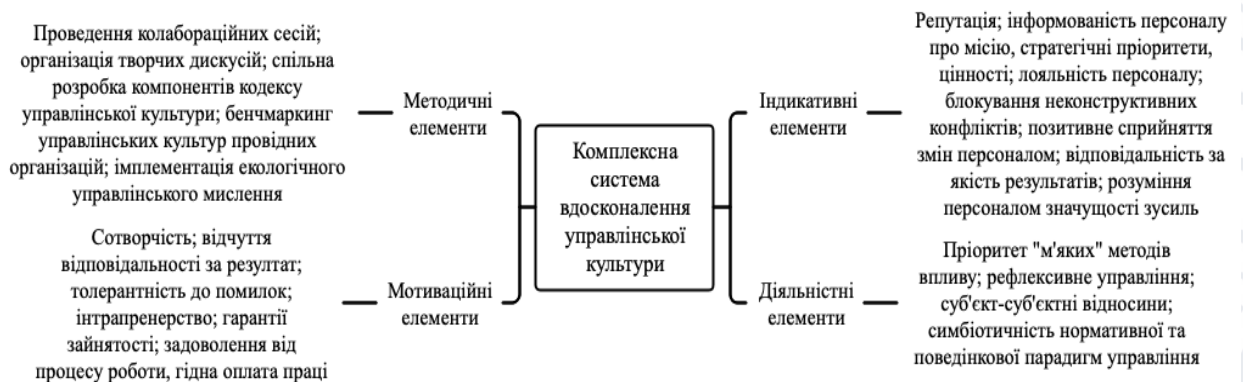 Проведення колабораційних сесій;
організація творчих дискусій; спільна
розробка компонентів кодексу
управлінської культури; бенчмаркинг
управлінських культур провідних
організацій; імплементація екологічного
управлінського мислення
Методичні
елементи
Сотворчість; відчуття
відповідальності за резултат;
толерантність до помилок;
інтрапренерство; гарантії
зайнятості; задоволення від
процесу роботи, гідна оплата праці
Мотиваційні
елементи
Комплексна
система
вдосконалення
управлінської
культури
Індикативні
елементи
Репутація; інформованість персоналу
про місію, стратегічні пріоритети,
цінності; лояльність персоналу;
блокування неконструктивних
конфліктів; позитивне сприйняття
змін персоналом; відповідальність за
якість результатів; розуміння
персоналом значущості зусиль
Діяльністні
елементи
Пріоритет "м'яких" методів
впливу; рефлексивне управління;
суб'єкт-суб'єктні відносини;
симбіотичність нормативної та
поведінкової парадигм управління